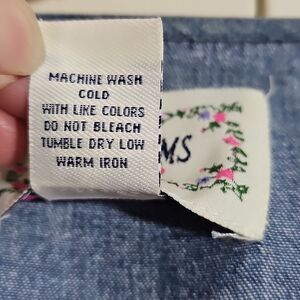 MACHINE WASH
COLD
WITH LIKE COLORS
DO NOT BLEACH
TUMBLE DRY LOW
WARM IRON
MS